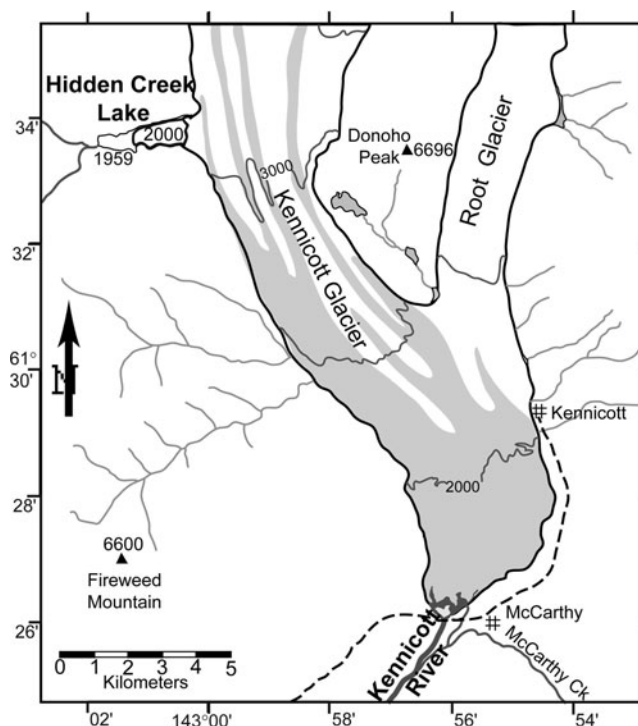 Hidden Creek
Lake
34'
2000
1959
Donoho
Peak
6696
3000
Root Glacier
Kennicott Glacier
32'
61°
30'
N
Kennicott
28'
2000
6600
Fireweed
Mountain
26'
McCarthy
McCarthy Ck
Kennicott
River
0 1 2 3 4 5
Kilometers
02'
143°00'
58'
56'
54'